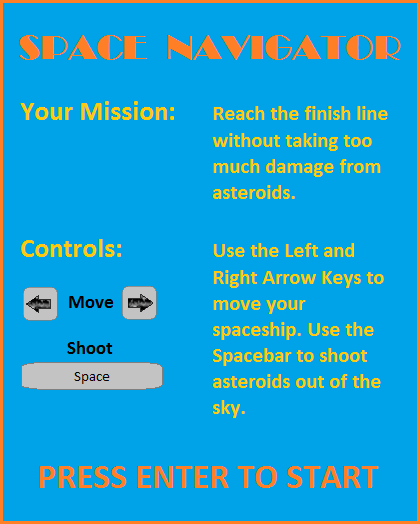 SPACE NAVIGATOR
Your Mission:
Reach the finish line
without taking too
much damage from
asteroids.
Controls:
Move
Shoot
Space
Use the Left and
Right Arrow Keys to
move your
spaceship. Use the
Spacebar to shoot
asteroids out of the
sky.
PRESS ENTER TO START